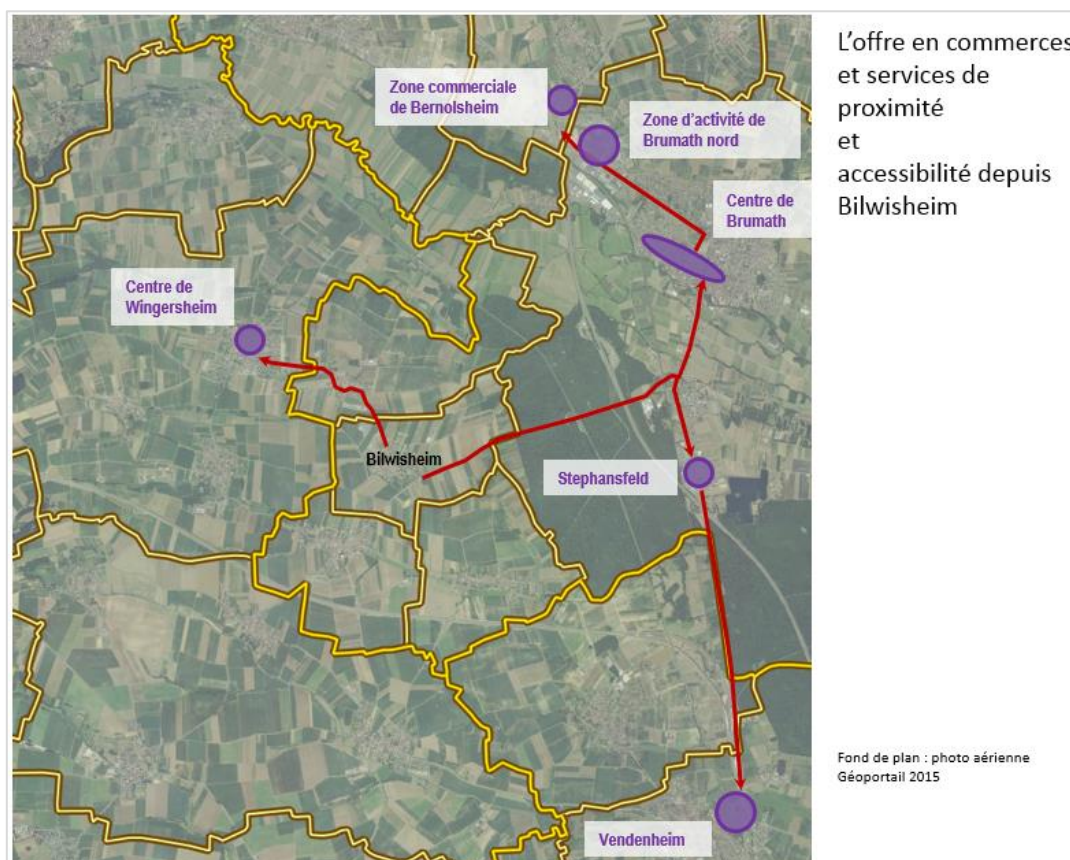 L'offre en commerces
et services de
proximité
et
accessibilité depuis
Bilwisheim
Zone commerciale
de Bernolsheim
Zone d'activité de
Brumath nord
Centre de
Brumath
Centre de
Wingersheim
Bilwisheim
Stephansfeld
Vendenheim
Fond de plan : photo aérienne
Géoportail 2015